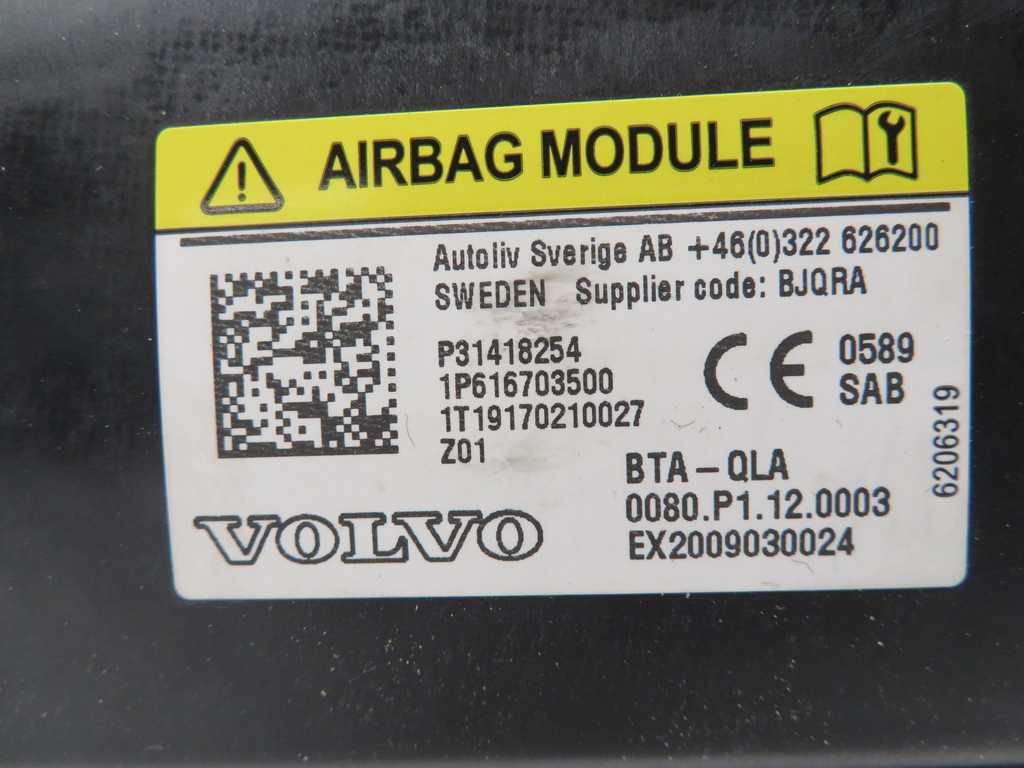 AIRBAG MODULE
Autoliv Sverige AB +46(0)322 626200
SWEDEN Supplier code: BJQRA
P31418254
1P616703500
1T19170210027
Z01
CE 0589
SAB
6206319
BTA-QLA
0080.P1.12.0003
EX2009030024
VOLVO